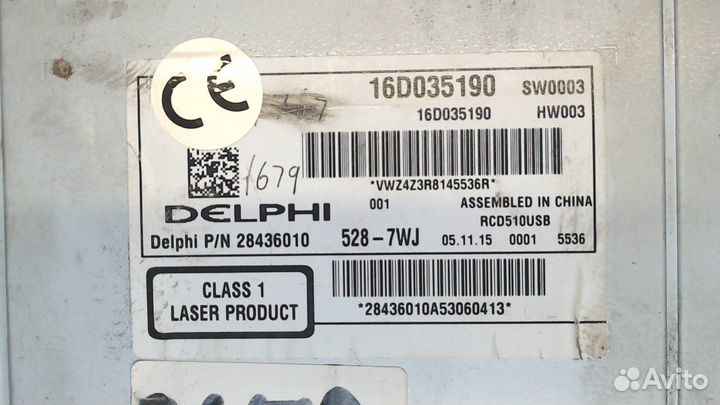 CE
16D035190 SW0003
16D035190 HW003
1679
*VWZ4Z3R8145536R*
001 ASSEMBLED IN CHINA
DELPHI RCD510USB
Delphi P/N 28436010 528-7WJ 05.11.15 0001 5536
CLASS 1
LASER PRODUCT
*28436010A53060413*
Avito